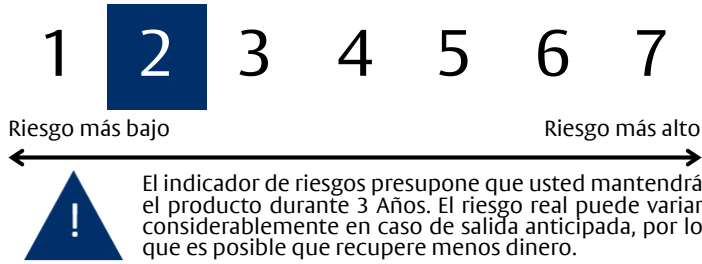 1 2 3 4 5 6 7
Riesgo más bajo Riesgo más alto
!
El indicador de riesgos presupone que usted mantendrá
el producto durante 3 Años. El riesgo real puede variar
considerablemente en caso de salida anticipada, por lo
que es posible que recupere menos dinero.